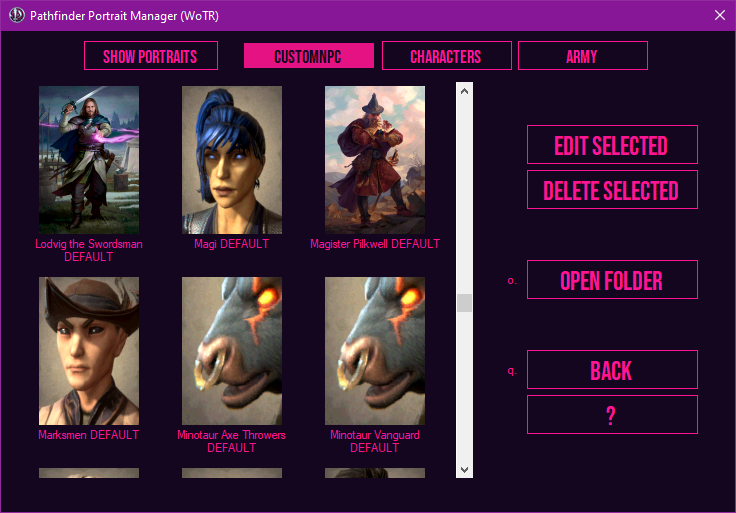 Pathfinder Portrait Manager (WoTR)
SHOW PORTRAITS
CUSTOMNPC
CHARACTERS
ARMY
Lodvig the Swordsman
DEFAULT
Magi DEFAULT
Magister Pilkwell DEFAULT
Marksmen DEFAULT
Minotaur Axe Throwers
DEFAULT
Minotaur Vanguard
DEFAULT
EDIT SELECTED
DELETE SELECTED
o.
OPEN FOLDER
q.
BACK
?